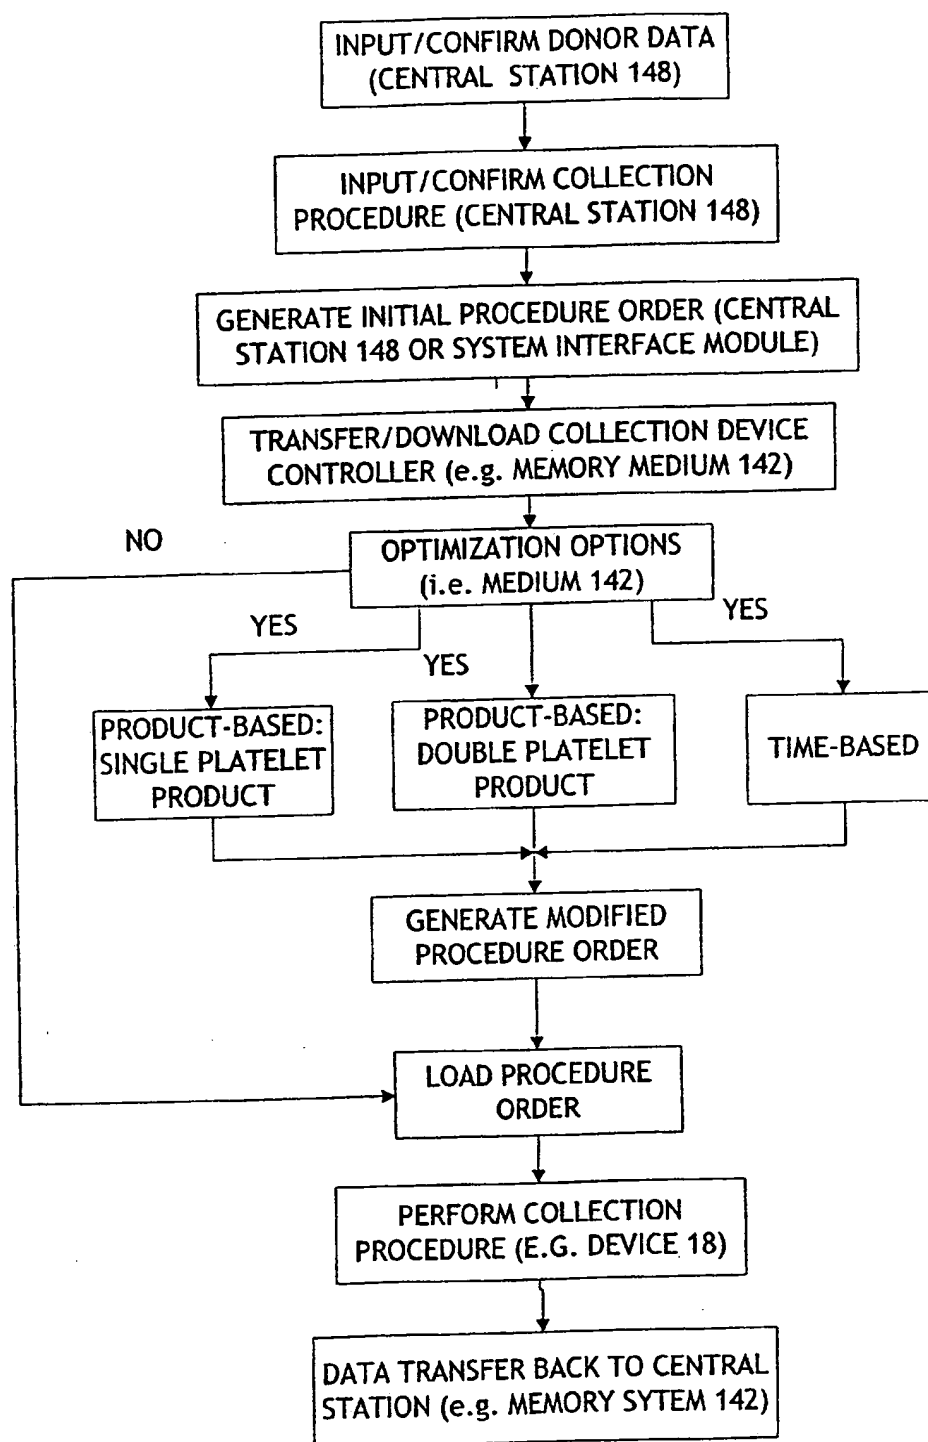 INPUT/CONFIRM DONOR DATA
(CENTRAL STATION 148)
INPUT/CONFIRM COLLECTION
PROCEDURE (CENTRAL STATION 148)
GENERATE INITIAL PROCEDURE ORDER (CENTRAL
STATION 148 OR SYSTEM INTERFACE MODULE)
TRANSFER/DOWNLOAD COLLECTION DEVICE
CONTROLLER (e.g. MEMORY MEDIUM 142)
NO
OPTIMIZATION OPTIONS
(i.e. MEDIUM 142)
YES
YES
YES
PRODUCT-BASED:
SINGLE PLATELET
PRODUCT
PRODUCT-BASED:
DOUBLE PLATELET
PRODUCT
TIME-BASED
GENERATE MODIFIED
PROCEDURE ORDER
LOAD PROCEDURE
ORDER
PERFORM COLLECTION
PROCEDURE (E.G. DEVICE 18)
DATA TRANSFER BACK TO CENTRAL
STATION (e.g. MEMORY SYTEM 142)